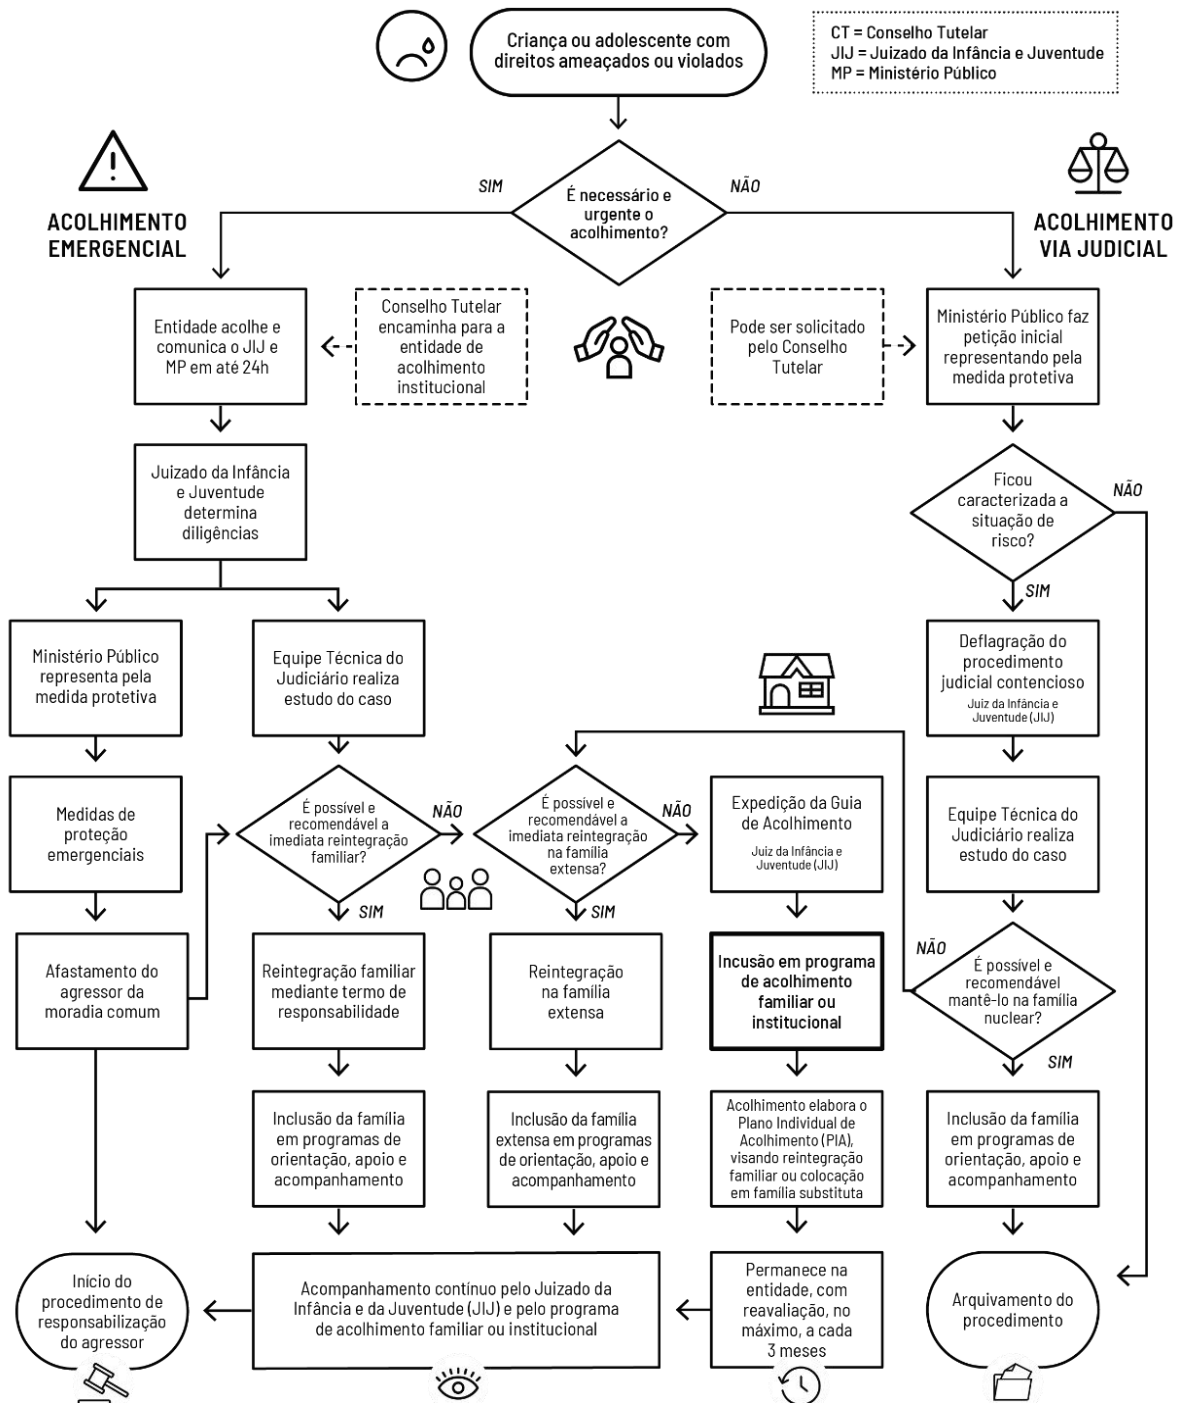 Criança ou adolescente com
direitos ameaçados ou violados
CT = Conselho Tutelar
JIJ = Juizado da Infância e Juventude
MP = Ministério Público
SIM
É necessário e
urgente o
acolhimento?
NÃO
ACOLHIMENTO
EMERGENCIAL
ACOLHIMENTO
VIA JUDICIAL
Entidade acolhe e
comunica o JIJ e
MP em até 24h
Conselho Tutelar
encaminha para a
entidade de
acolhimento
institucional
Pode ser solicitado
pelo Conselho
Tutelar
Ministério Público faz
petição inicial
representando pela
medida protetiva
Juizado da Infância
e Juventude
determina
diligências
Ficou
caracterizada a
situação de
risco?
NÃO
SIM
Ministério Público
representa pela
medida protetiva
Equipe Técnica do
Judiciário realiza
estudo do caso
Deflagração do
procedimento
judicial contencioso
Juiz da Infância e
Juventude (JIJ)
Medidas de
proteção
emergenciais
É possível e
recomendável a
imediata reintegração
familiar?
NÃO
SIM
É possível e
recomendável a
imediata reintegração
na família
extensa?
NÃO
SIM
Expedição da Guia
de Acolhimento
Juiz da Infância e
Juventude (JIJ)
Equipe Técnica do
Judiciário realiza
estudo do caso
Afastamento do
agressor da
moradia comum
Reintegração familiar
mediante termo de
responsabilidade
Reintegração
na família
extensa
Incusão em programa
de acolhimento
familiar ou
institucional
NÃO
É possível e
recomendável
mantê-lo na família
nuclear?
SIM
Inclusão da família
em programas de
orientação, apoio e
acompanhamento
Inclusão da família
extensa em programas
de orientação, apoio e
acompanhamento
Acolhimento elabora o
Plano Individual de
Acolhimento (PIA),
visando reintegração
familiar ou colocação
em família substituta
Inclusão da família
em programas de
orientação, apoio e
acompanhamento
Início do
procedimento de
responsabilização
do agressor
Acompanhamento contínuo pelo Juizado da
Infância e da Juventude (JIJ) e pelo programa
de acolhimento familiar ou institucional
Permanece na
entidade, com
reavaliação, no
máximo, a cada
3 meses
Arquivamento do
procedimento